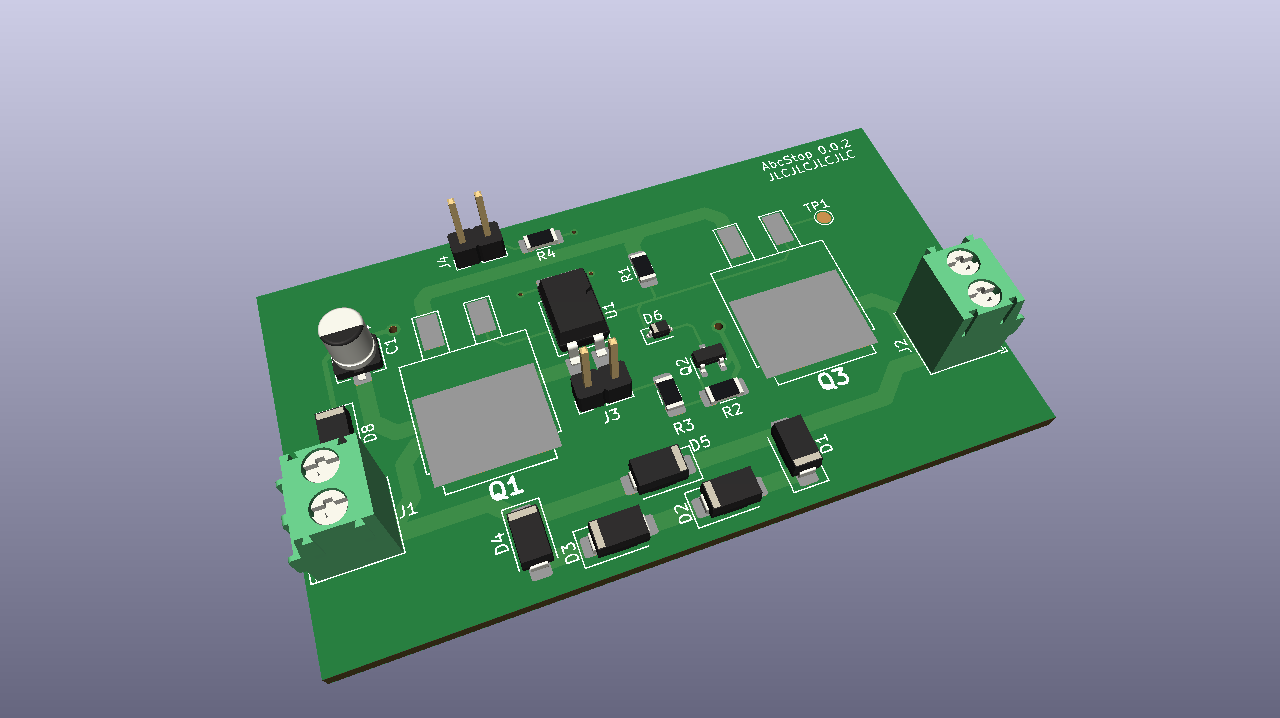 AbcStop 0.0.2
JLCJLCJLCJLC
TP1
J4
R4
R1
U1
C1
D6
J2
Q2
Q3
R2
J3
R3
D8
D5
D1
Q1
J1
D2
D4
D3